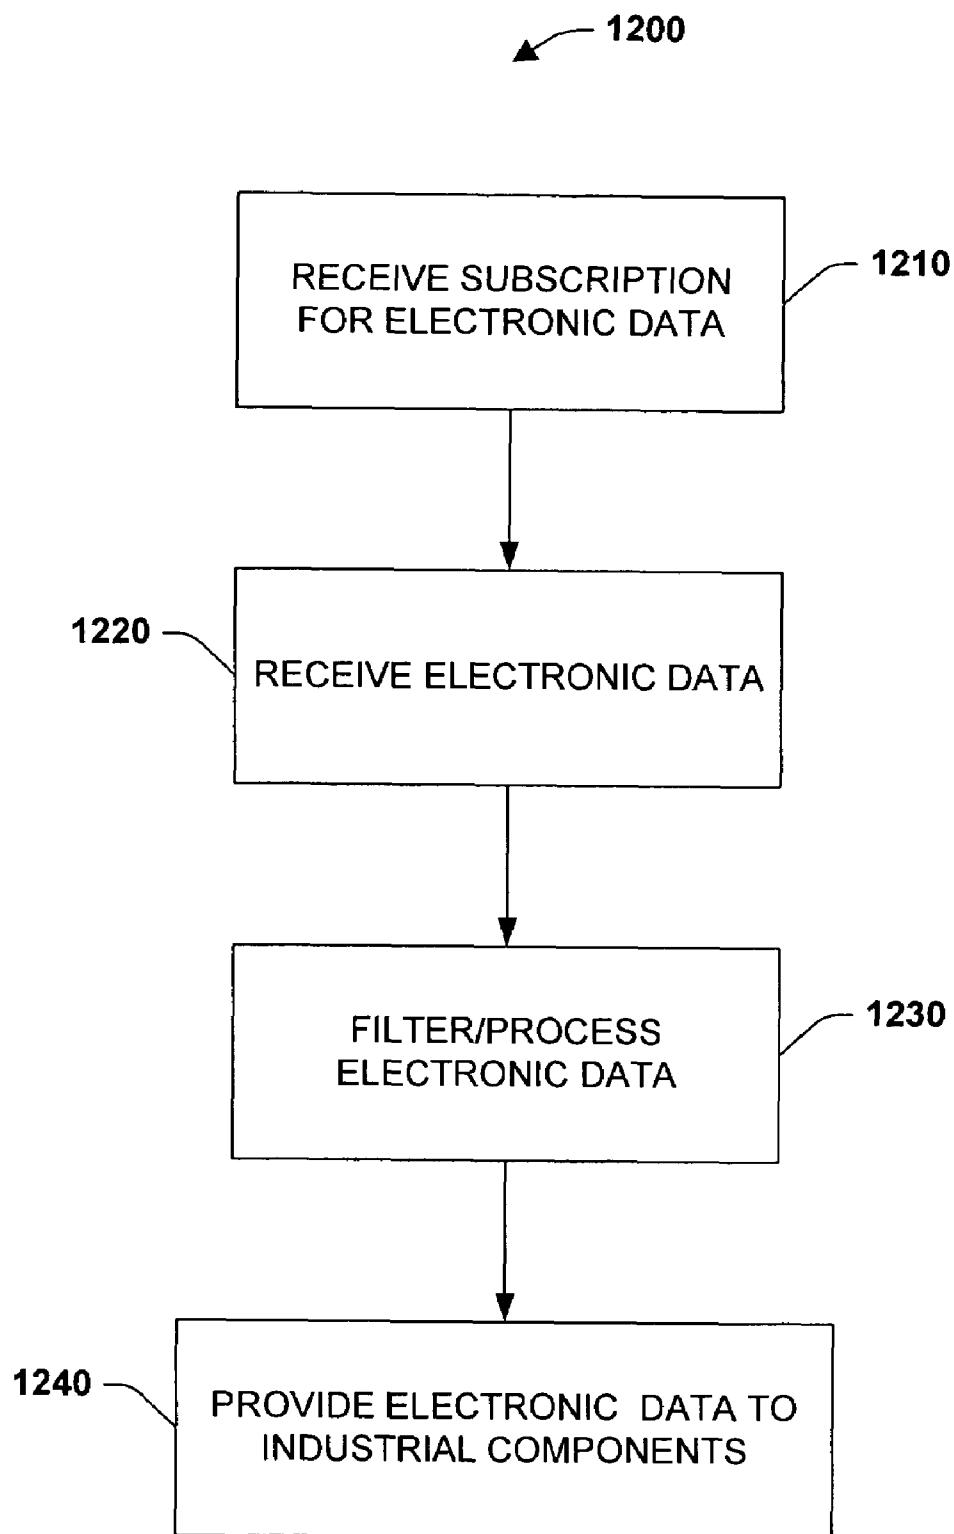 1200
RECEIVE SUBSCRIPTION
FOR ELECTRONIC DATA
1210
1220
RECEIVE ELECTRONIC DATA
FILTER/PROCESS
ELECTRONIC DATA
1230
1240
PROVIDE ELECTRONIC DATA TO
INDUSTRIAL COMPONENTS